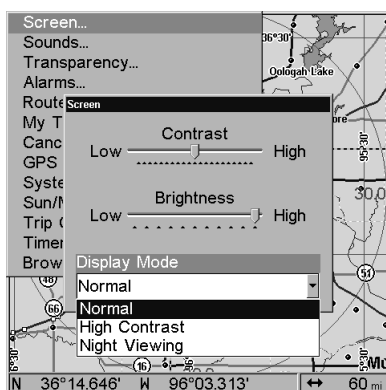 Screen...
Sounds...
Transparency...
Alarms...
Route
My T
Canc
GPS
Syste
Sun/
Trip
Timer
Brow
Screen
Contrast
Low High
Brightness
Low High
Display Mode
Normal
Normal
High Contrast
Night Viewing
36°30'
Oologah Lake
95°30'
30.0
51
66
16
60 mi
N 36°14.646' W 96°03.313'